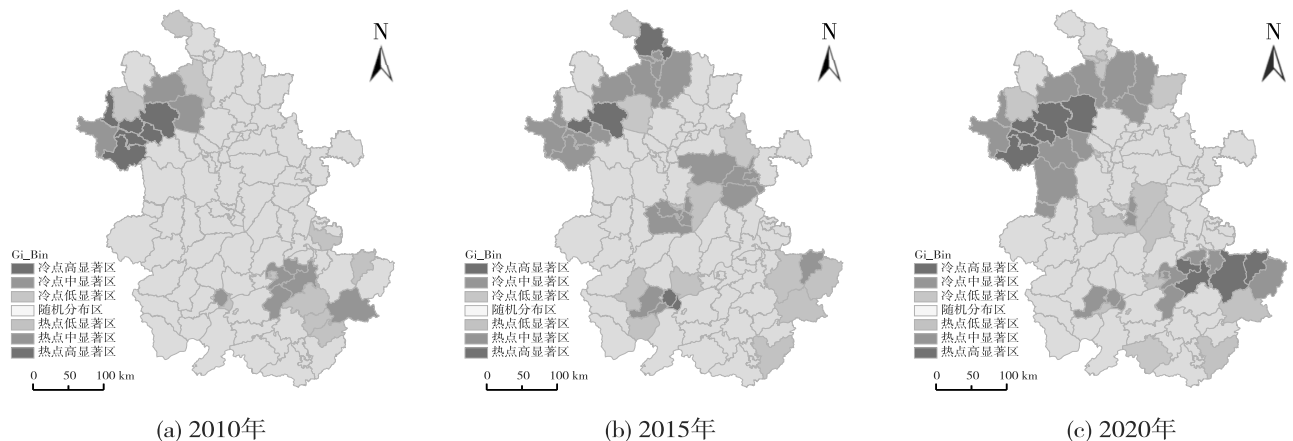 N
Gi_Bin
冷点高显著区
冷点中显著区
冷点低显著区
随机分布区
热点低显著区
热点中显著区
热点高显著区
0 50 100 km
(a) 2010年
N
Gi_Bin
冷点高显著区
冷点中显著区
冷点低显著区
随机分布区
热点低显著区
热点中显著区
热点高显著区
0 50 100 km
(b) 2015年
N
Gi_Bin
冷点高显著区
冷点中显著区
冷点低显著区
随机分布区
热点低显著区
热点中显著区
热点高显著区
0 50 100 km
(c) 2020年